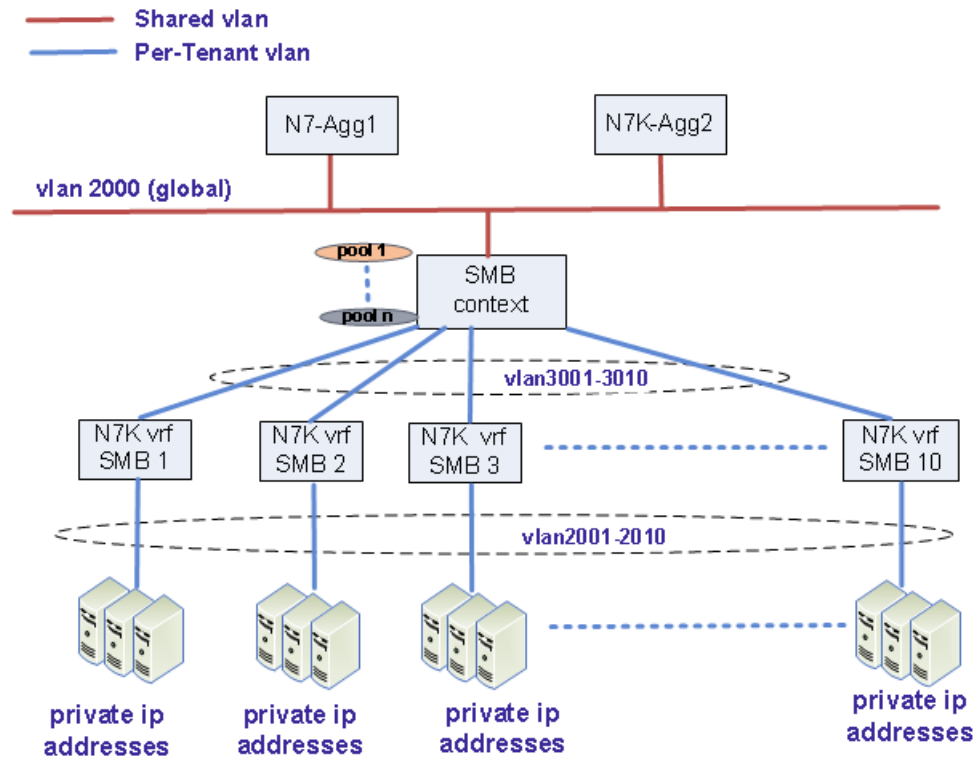 Shared vlan
Per-Tenant vlan
N7-Agg1
N7K-Agg2
vlan 2000 (global)
pool 1
pool n
SMB
context
vlan3001-3010
N7K vrf
SMB 1
N7K vrf
SMB 2
N7K vrf
SMB 3
N7K vrf
SMB 10
vlan2001-2010
private ip
addresses
private ip
addresses
private ip
addresses
private ip
addresses